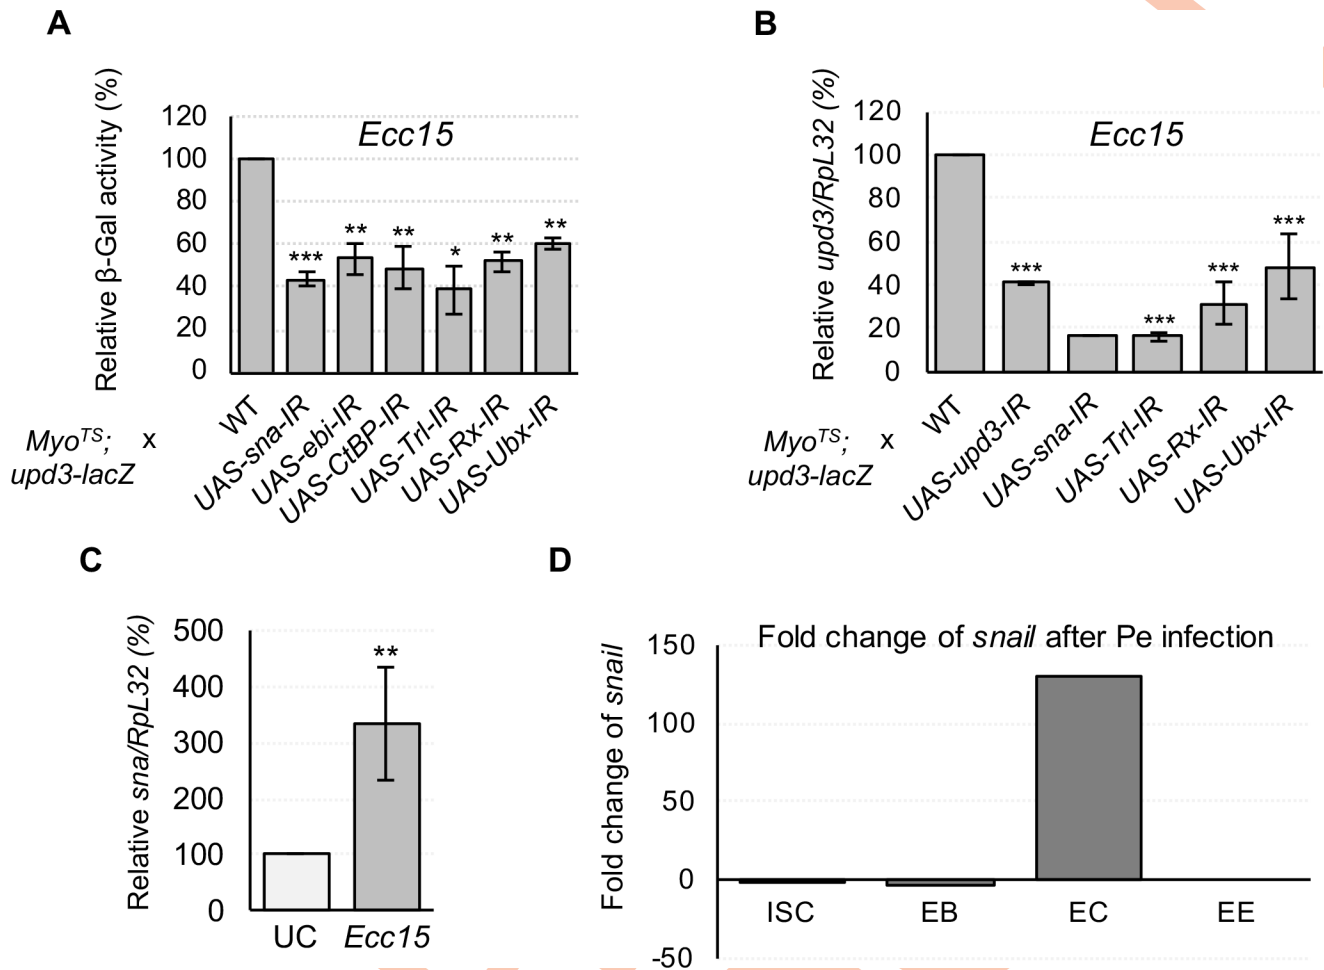 A
Relative β-Gal activity (%)
120
100
80
60
40
20
0
Ecc15
***
**
**
*
**
**
WT
UAS-sna-IR
UAS-ebi-IR
UAS-CtBP-IR
UAS-Trl-IR
UAS-Rx-IR
UAS-Ubx-IR
Myoᵀˢ; x
upd3-lacZ
B
Relative upd3/RpL32 (%)
120
100
80
60
40
20
0
Ecc15
***
***
***
***
WT
UAS-upd3-IR
UAS-sna-IR
UAS-Trl-IR
UAS-Rx-IR
UAS-Ubx-IR
Myoᵀˢ; x
upd3-lacZ
C
Relative sna/RpL32 (%)
500
400
300
200
100
0
**
UC
Ecc15
D
Fold change of snail after Pe infection
Fold change of snail
150
100
50
0
-50
ISC
EB
EC
EE